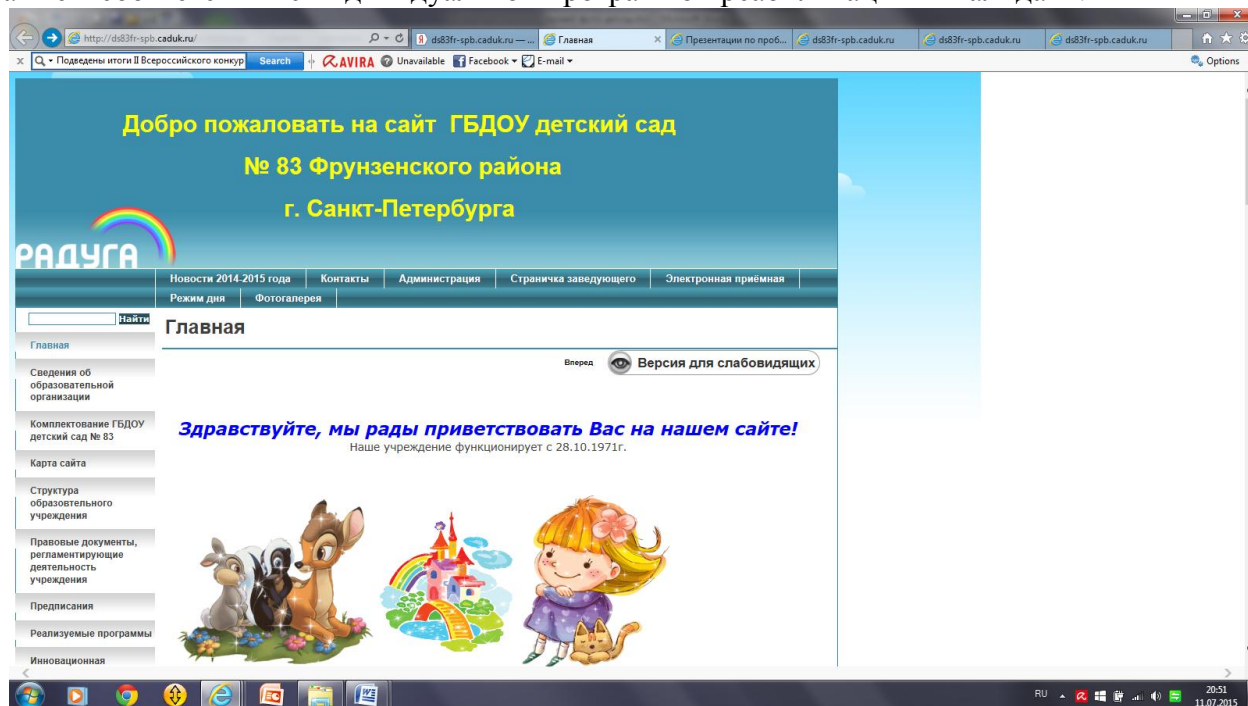 http://ds83fr-spb.caduk.ru/
ds83fr-spb.caduk.ru — ...
Главная
Презентации по проб...
ds83fr-spb.caduk.ru
ds83fr-spb.caduk.ru
ds83fr-spb.caduk.ru
Подведены итоги II Всероссийского конкур
Search
AVIRA
Unavailable
Facebook
E-mail
Options
Добро пожаловать на сайт ГБДОУ детский сад
№ 83 Фрунзенского района
г. Санкт-Петербурга
РАДУГА
Новости 2014-2015 года
Контакты
Администрация
Страничка заведующего
Электронная приёмная
Режим дня
Фотогалерея
Найти
Главная
Сведения об
образовательной
организации
Комплектование ГБДОУ
детский сад № 83
Карта сайта
Структура
образовтельного
учреждения
Правовые документы,
регламентирующие
деятельность
учреждения
Предписания
Реализуемые программы
Инновационная
Главная
Вперед
Версия для слабовидящих
Здравствуйте, мы рады приветствовать Вас на нашем сайте!
Наше учреждение функционирует с 28.10.1971г.
RU
20:51
11.07.2015